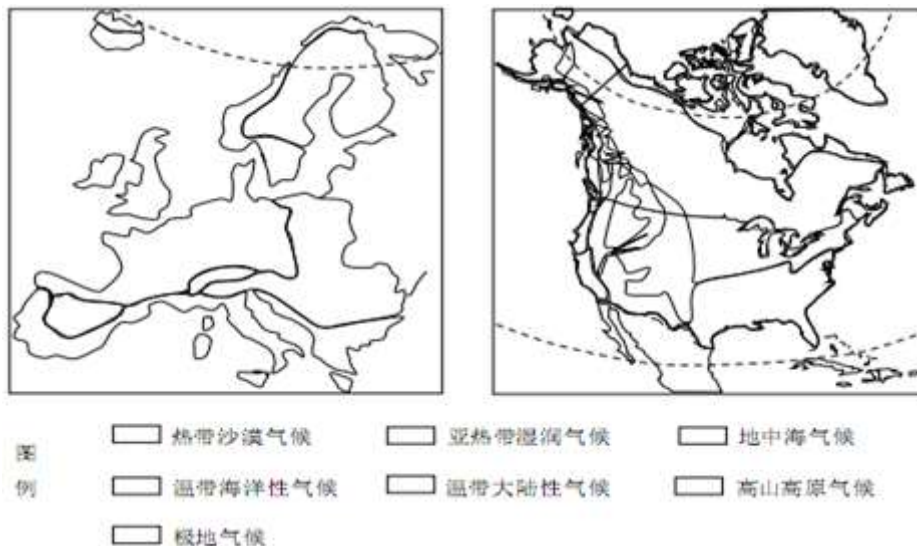 图例
热带沙漠气候 亚热带湿润气候 地中海气候
温带海洋性气候 温带大陆性气候 高山高原气候
极地气候